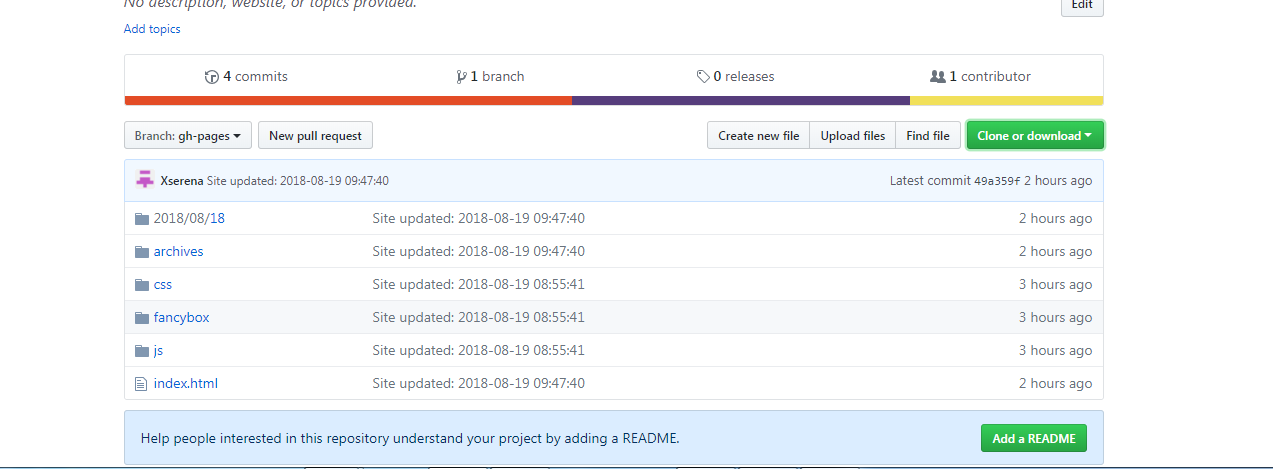 No description, website, or topics provided.
Edit
Add topics
4 commits
1 branch
0 releases
1 contributor
Branch: gh-pages
New pull request
Create new file
Upload files
Find file
Clone or download
Xserena Site updated: 2018-08-19 09:47:40
Latest commit 49a359f 2 hours ago
2018/08/18 Site updated: 2018-08-19 09:47:40 2 hours ago
archives Site updated: 2018-08-19 09:47:40 2 hours ago
css Site updated: 2018-08-19 08:55:41 3 hours ago
fancybox Site updated: 2018-08-19 08:55:41 3 hours ago
js Site updated: 2018-08-19 08:55:41 3 hours ago
index.html Site updated: 2018-08-19 09:47:40 2 hours ago
Help people interested in this repository understand your project by adding a README.
Add a README